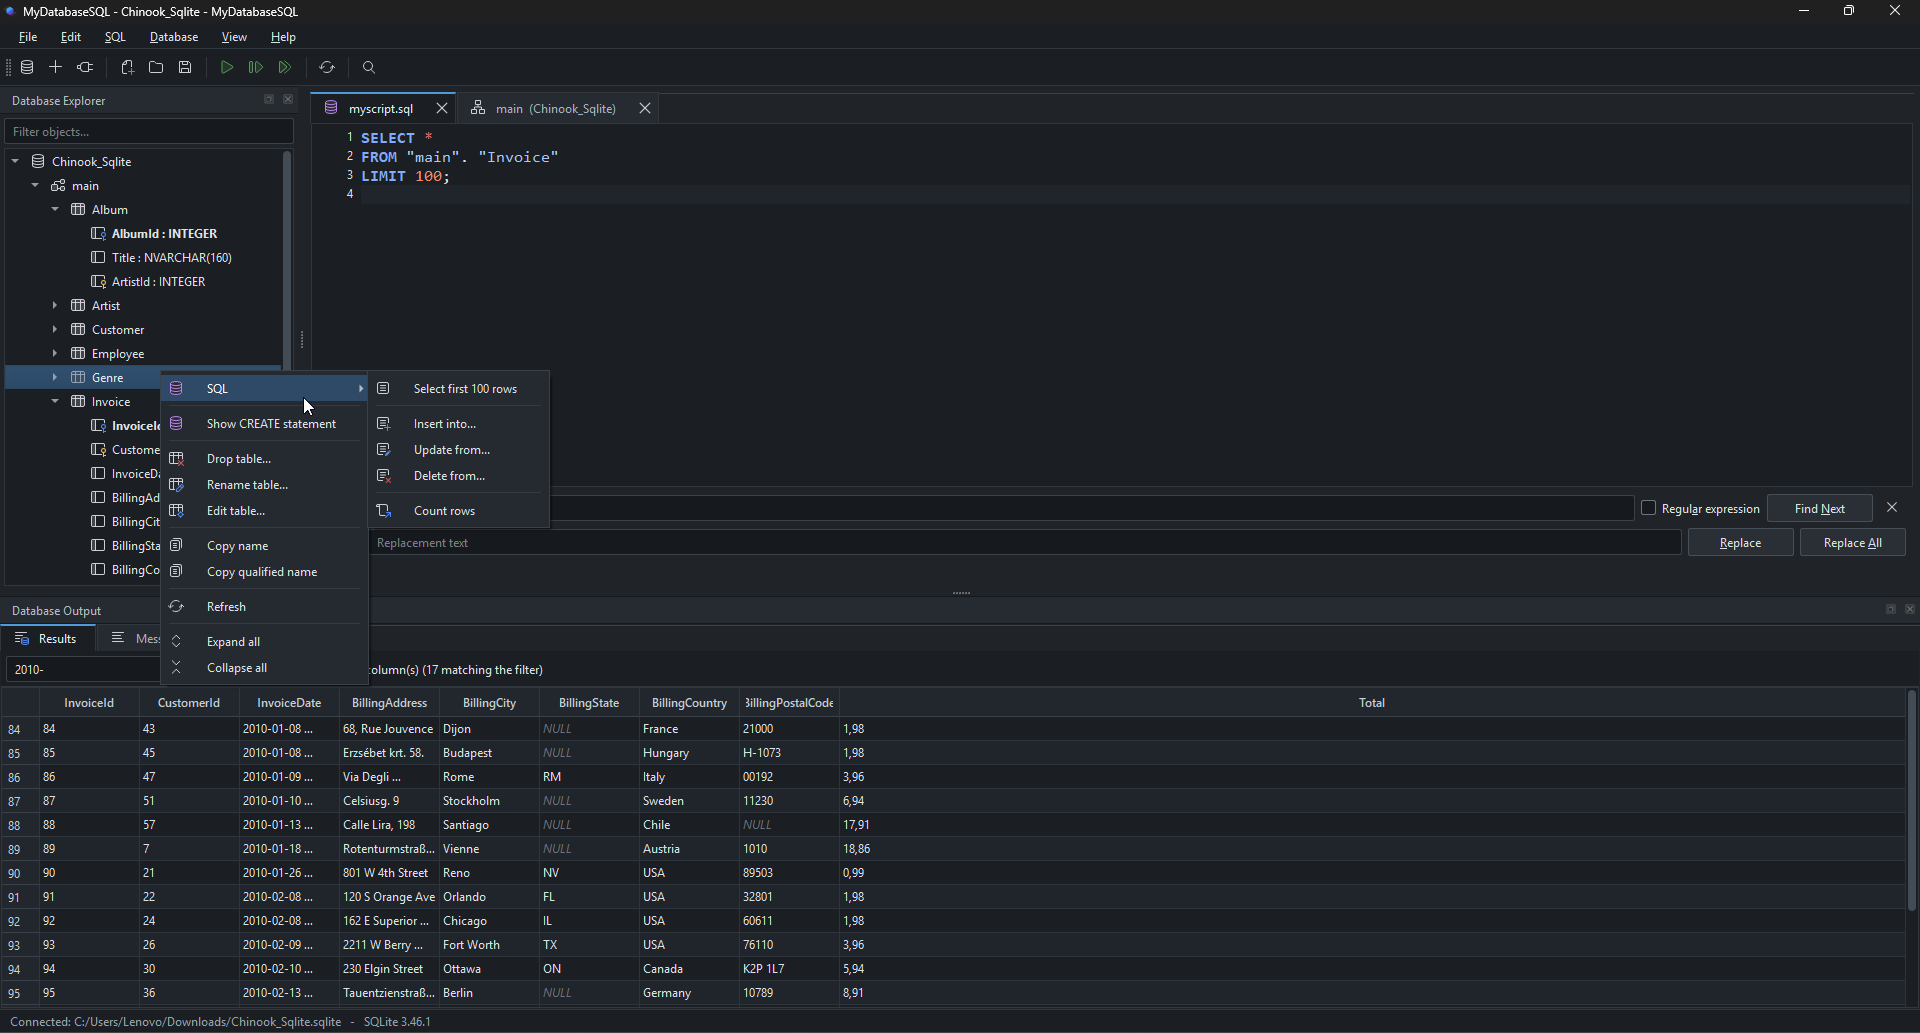 MyDatabaseSQL - Chinook_Sqlite - MyDatabaseSQL
File Edit SQL Database View Help
Database Explorer
myscript.sql main (Chinook_Sqlite)
Filter objects...
Chinook_Sqlite
main
Album
AlbumId : INTEGER
Title : NVARCHAR(160)
ArtistId : INTEGER
Artist
Customer
Employee
Genre
Invoice
InvoiceId
Custome
InvoiceDa
BillingAd
BillingCit
BillingSta
BillingCo
1 SELECT *
2 FROM "main". "Invoice"
3 LIMIT 100;
4
SQL
Show CREATE statement
Drop table...
Rename table...
Edit table...
Copy name
Copy qualified name
Refresh
Expand all
Collapse all
Select first 100 rows
Insert into...
Update from...
Delete from...
Count rows
Regular expression Find Next
Replacement text Replace Replace All
Database Output
Results Mes
2010- olumn(s) (17 matching the filter)
InvoiceId CustomerId InvoiceDate BillingAddress BillingCity BillingState BillingCountry BillingPostalCode Total
84 84 43 2010-01-08 ... 68, Rue Jouvence Dijon NULL France 21000 1,98
85 85 45 2010-01-08 ... Erzsébet krt. 58. Budapest NULL Hungary H-1073 1,98
86 86 47 2010-01-09 ... Via Degli ... Rome RM Italy 00192 3,96
87 87 51 2010-01-10 ... Celsiusg. 9 Stockholm NULL Sweden 11230 6,94
88 88 57 2010-01-13 ... Calle Lira, 198 Santiago NULL Chile NULL 17,91
89 89 7 2010-01-18 ... Rotenturmstraß... Vienne NULL Austria 1010 18,86
90 90 21 2010-01-26 ... 801 W 4th Street Reno NV USA 89503 0,99
91 91 22 2010-02-08 ... 120 S Orange Ave Orlando FL USA 32801 1,98
92 92 24 2010-02-08 ... 162 E Superior ... Chicago IL USA 60611 1,98
93 93 26 2010-02-09 ... 2211 W Berry ... Fort Worth TX USA 76110 3,96
94 94 30 2010-02-10 ... 230 Elgin Street Ottawa ON Canada K2P 1L7 5,94
95 95 36 2010-02-13 ... Tauentzienstraß... Berlin NULL Germany 10789 8,91
Connected: C:/Users/Lenovo/Downloads/Chinook_Sqlite.sqlite - SQLite 3.46.1